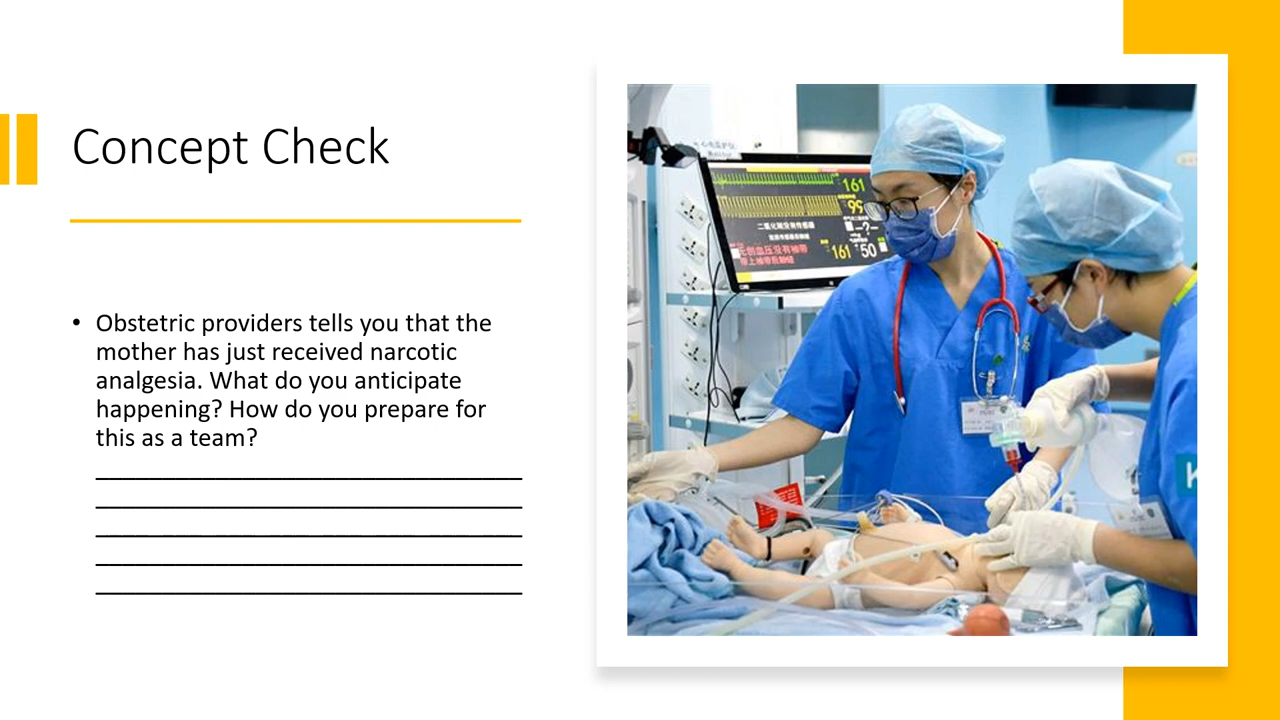 Concept Check
• Obstetric providers tells you that the
mother has just received narcotic
analgesia. What do you anticipate
happening? How do you prepare for
this as a team?
161
99
-?-
161
50